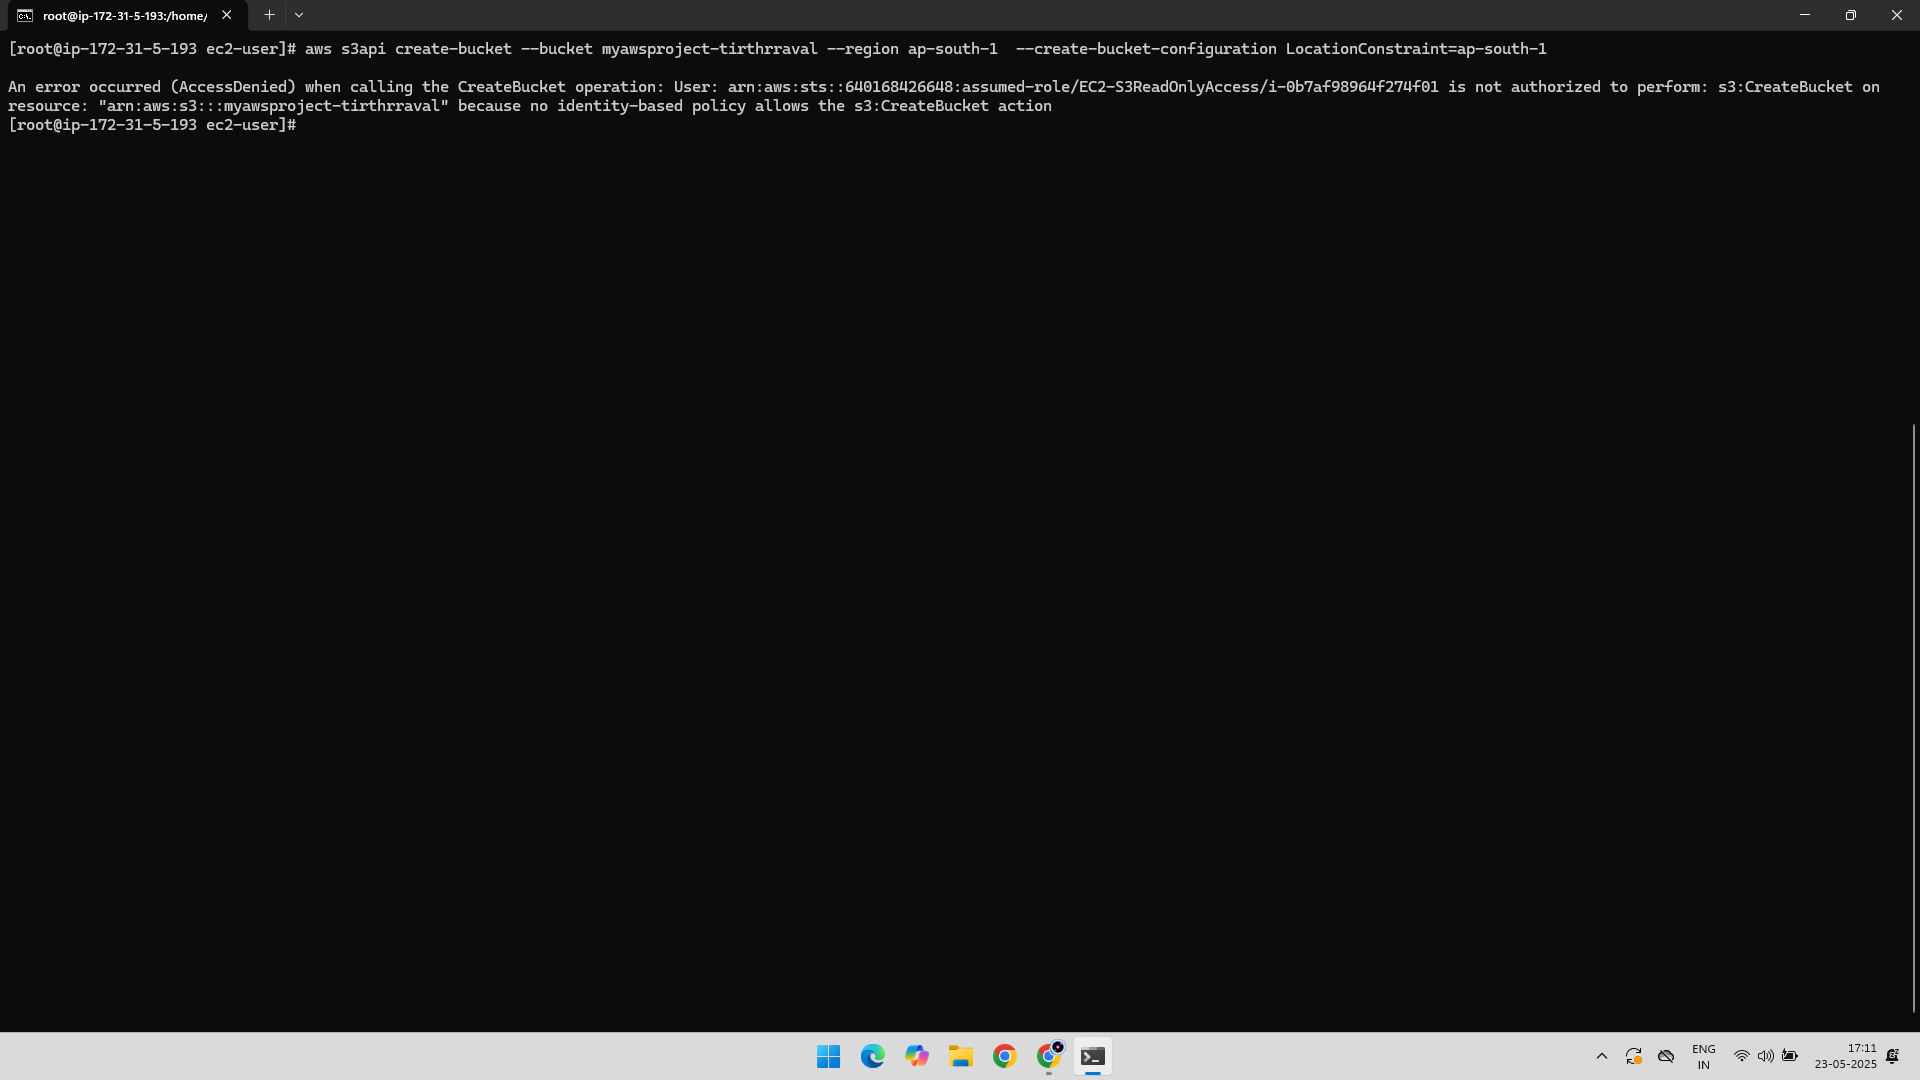 root@ip-172-31-5-193:/home/
[root@ip-172-31-5-193 ec2-user]# aws s3api create-bucket --bucket myawsproject-tirthrraval --region ap-south-1  --create-bucket-configuration LocationConstraint=ap-south-1
An error occurred (AccessDenied) when calling the CreateBucket operation: User: arn:aws:sts::640168426648:assumed-role/EC2-S3ReadOnlyAccess/i-0b7af98964f274f01 is not authorized to perform: s3:CreateBucket on
resource: "arn:aws:s3:::myawsproject-tirthrraval" because no identity-based policy allows the s3:CreateBucket action
[root@ip-172-31-5-193 ec2-user]#
ENG
IN
17:11
23-05-2025